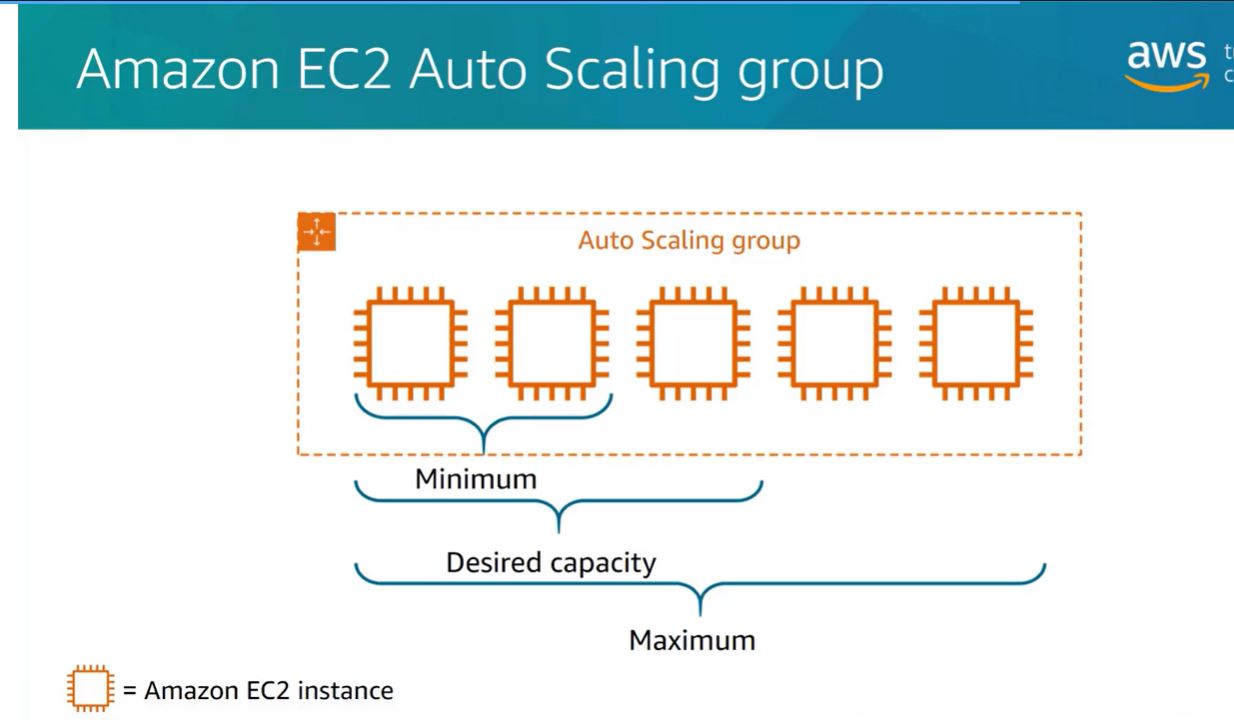 Amazon EC2 Auto Scaling group
aws
Auto Scaling group
Minimum
Desired capacity
Maximum
= Amazon EC2 instance